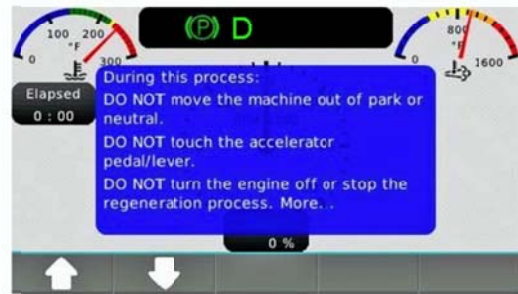 (P) D
100 200
°F
0 300
800
°F
0 1600
Elapsed
0 : 00
During this process:
DO NOT move the machine out of park or
neutral.
DO NOT touch the accelerator
pedal/lever.
DO NOT turn the engine off or stop the
regeneration process. More...
0 %